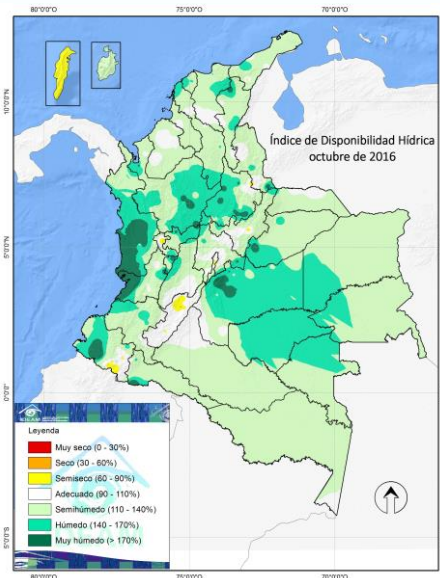 80°0'0"O 75°0'0"O 70°0'0"O
10°0'0"N
Índice de Disponibilidad Hídrica
octubre de 2016
5°0'0"N
0°0'0"
5°0'0"S
IDEAM
Leyenda
Muy seco (0 - 30%)
Seco (30 - 60%)
Semiseco (60 - 90%)
Adecuado (90 - 110%)
Semihúmedo (110 - 140%)
Húmedo (140 - 170%)
Muy húmedo (> 170%)
80°0'0"O 75°0'0"O 70°0'0"O